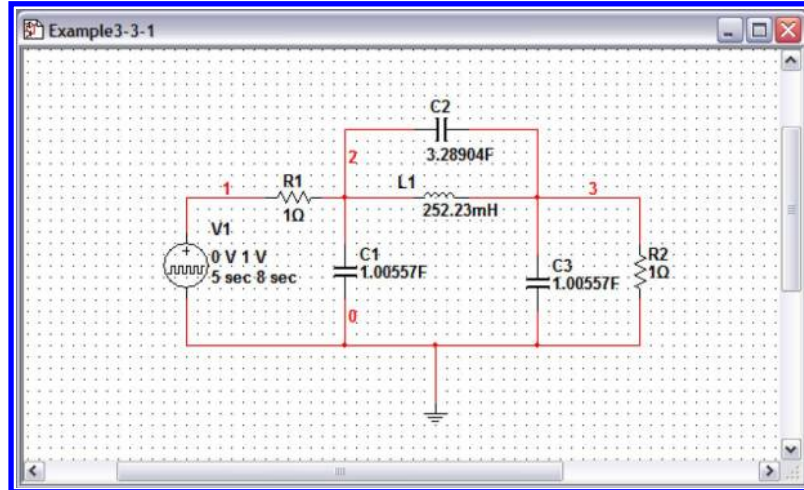 Example3-3-1
C2
3.28904F
2
1
R1
1Ω
L1
252.23mH
3
V1
0 V 1 V
5 sec 8 sec
C1
1.00557F
C3
1.00557F
R2
1Ω
0